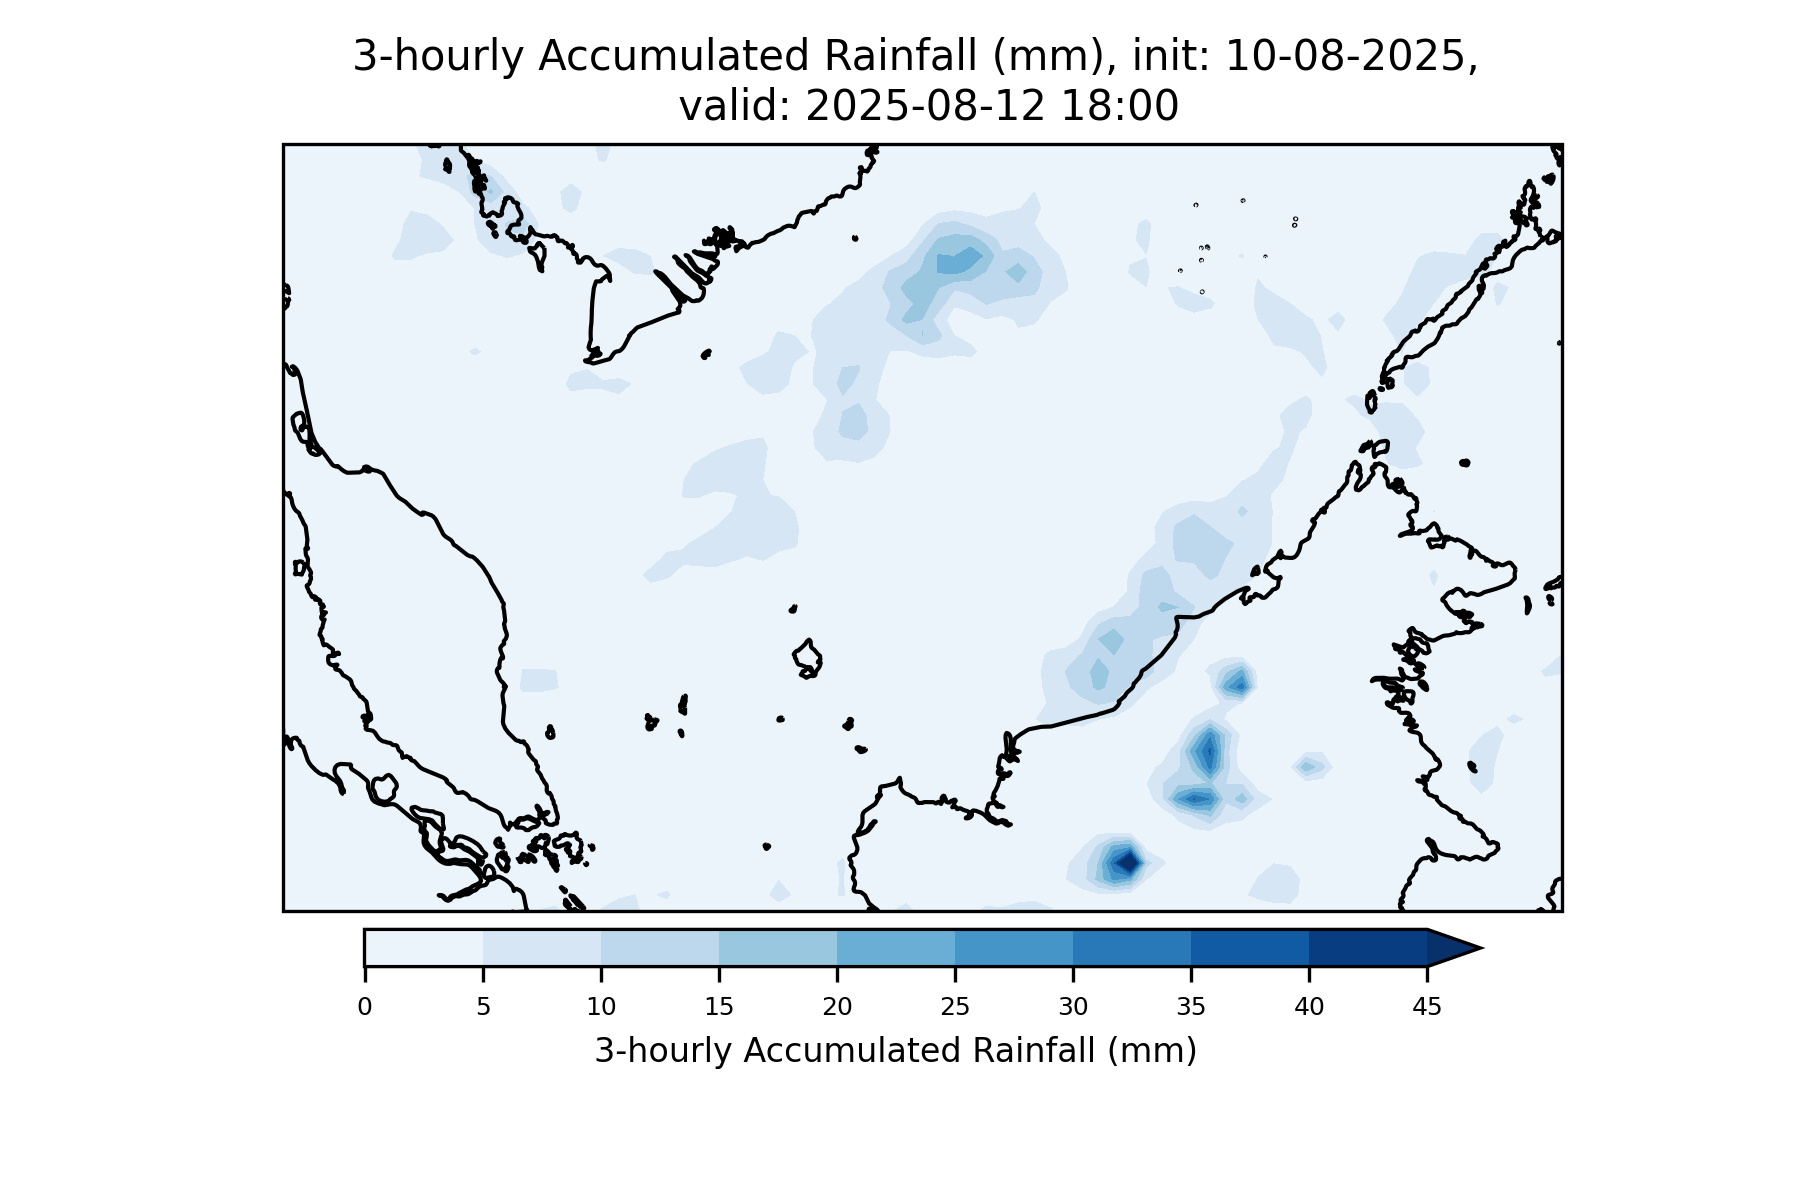 3-hourly Accumulated Rainfall (mm), init: 10-08-2025,
valid: 2025-08-12 18:00
0 5 10 15 20 25 30 35 40 45
3-hourly Accumulated Rainfall (mm)